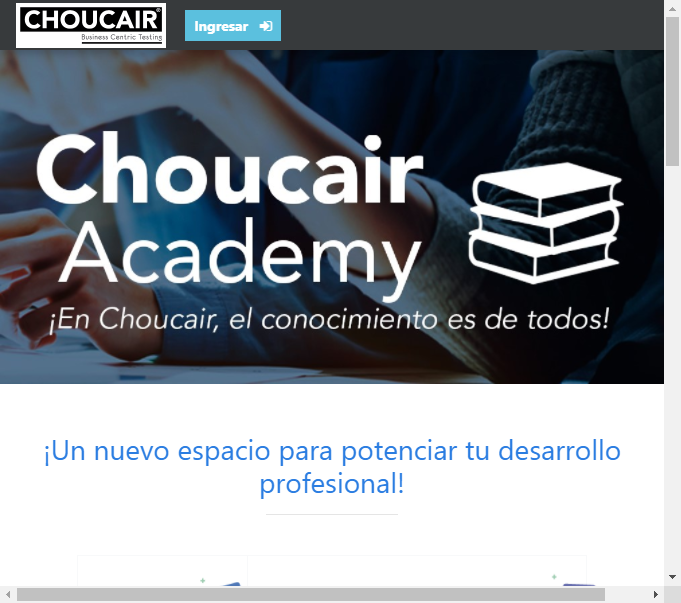 CHOUCAIR®
Business Centric Testing
Ingresar
Choucair
Academy
¡En Choucair, el conocimiento es de todos!
¡Un nuevo espacio para potenciar tu desarrollo
profesional!